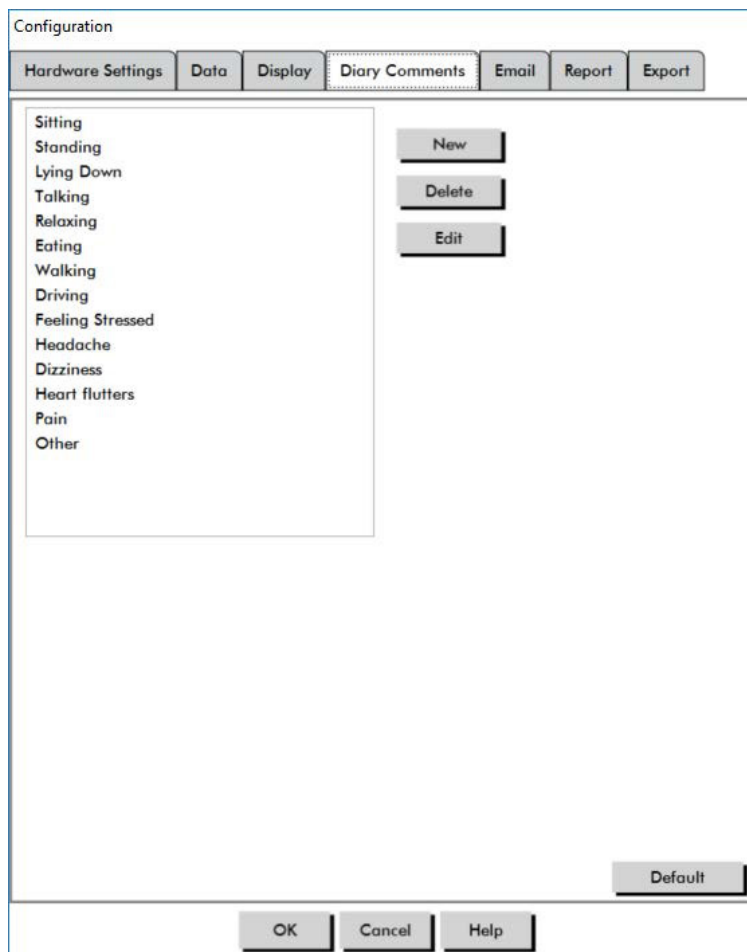 Configuration
Hardware Settings Data Display Diary Comments Email Report Export
Sitting
Standing
Lying Down
Talking
Relaxing
Eating
Walking
Driving
Feeling Stressed
Headache
Dizziness
Heart flutters
Pain
Other
New
Delete
Edit
Default
OK Cancel Help